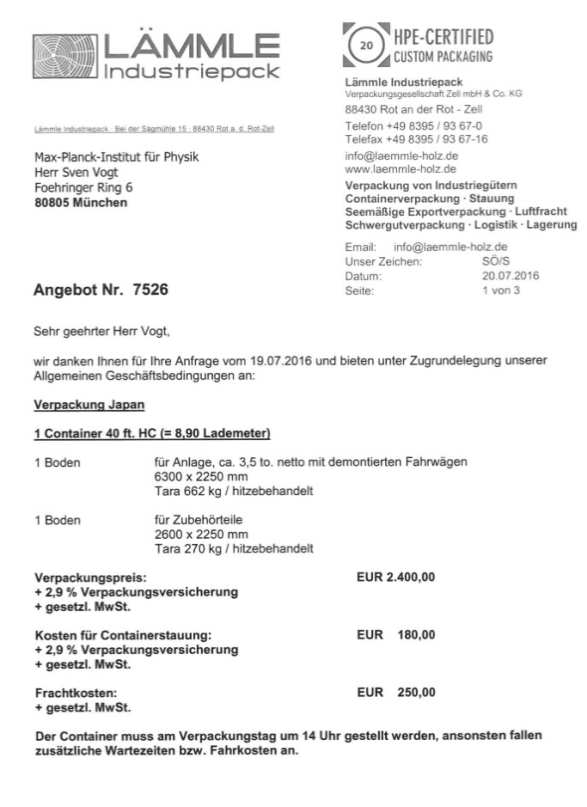 LÄMMLE
Industriepack
20
HPE-CERTIFIED
CUSTOM PACKAGING
Lämmle Industriepack
Verpackungsgesellschaft Zell mbH & Co. KG
88430 Rot an der Rot - Zell
Telefon +49 8395 / 93 67-0
Telefax +49 8395 / 93 67-16
info@laemmle-holz.de
www.laemmle-holz.de
Verpackung von Industriegütern
Containerverpackung · Stauung
Seemäßige Exportverpackung · Luftfracht
Schwergutverpackung · Logistik · Lagerung
Lämmle Industriepack · Bei der Sägmühle 15 · 88430 Rot a. d. Rot-Zell
Max-Planck-Institut für Physik
Herr Sven Vogt
Foehringer Ring 6
80805 München
Email: info@laemmle-holz.de
Unser Zeichen: SÖ/S
Datum: 20.07.2016
Seite: 1 von 3
Angebot Nr. 7526
Sehr geehrter Herr Vogt,
wir danken Ihnen für Ihre Anfrage vom 19.07.2016 und bieten unter Zugrundelegung unserer
Allgemeinen Geschäftsbedingungen an:
Verpackung Japan
1 Container 40 ft. HC (= 8,90 Lademeter)
1 Boden für Anlage, ca. 3,5 to. netto mit demontierten Fahrwägen
6300 x 2250 mm
Tara 662 kg / hitzebehandelt
1 Boden für Zubehörteile
2600 x 2250 mm
Tara 270 kg / hitzebehandelt
Verpackungspreis: EUR 2.400,00
+ 2,9 % Verpackungsversicherung
+ gesetzl. MwSt.
Kosten für Containerstauung: EUR 180,00
+ 2,9 % Verpackungsversicherung
+ gesetzl. MwSt.
Frachtkosten: EUR 250,00
+ gesetzl. MwSt.
Der Container muss am Verpackungstag um 14 Uhr gestellt werden, ansonsten fallen
zusätzliche Wartezeiten bzw. Fahrkosten an.